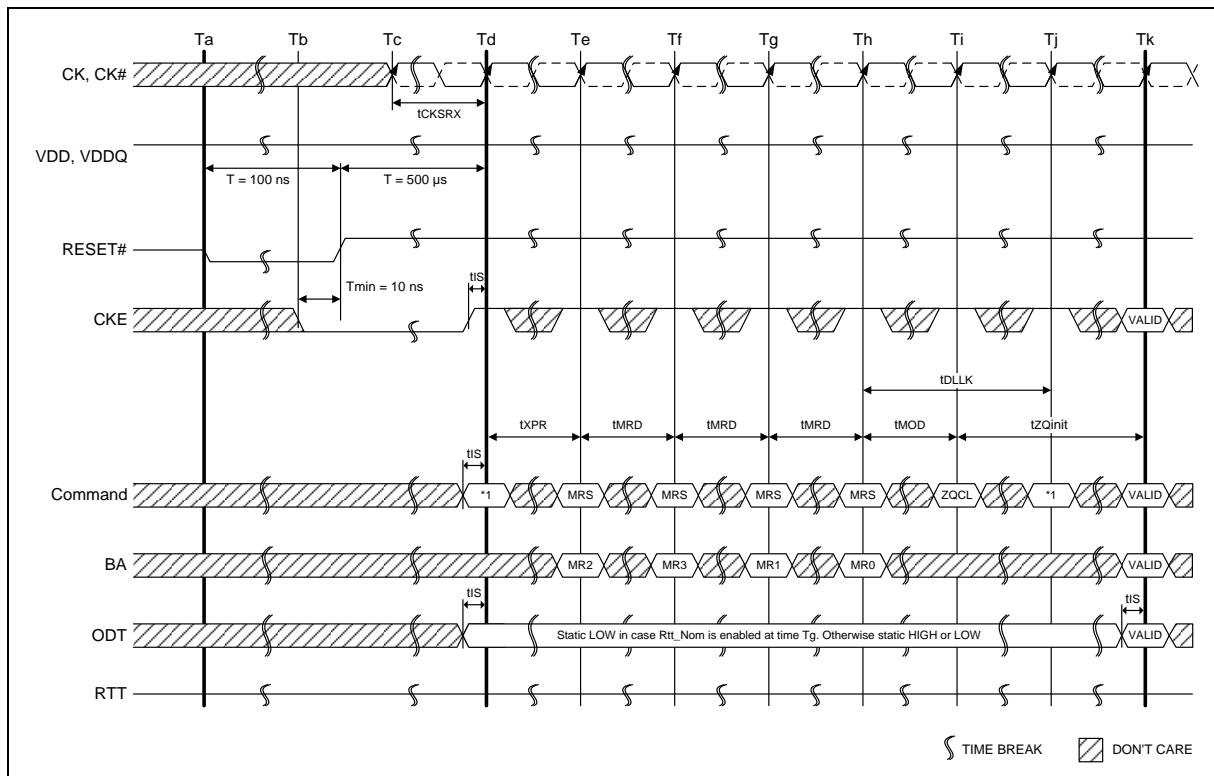 Ta Tb Tc Td Te Tf Tg Th Ti Tj Tk
CK, CK#
tCKSRX
VDD, VDDQ
T = 100 ns T = 500 µs
RESET#
Tmin = 10 ns tIS
CKE VALID
tDLLK
tXPR tMRD tMRD tMRD tMOD tZQinit
tIS
Command *1 MRS MRS MRS MRS ZQCL *1 VALID
BA MR2 MR3 MR1 MR0 VALID
tIS tIS
ODT Static LOW in case Rtt_Nom is enabled at time Tg. Otherwise static HIGH or LOW VALID
RTT
TIME BREAK DON'T CARE